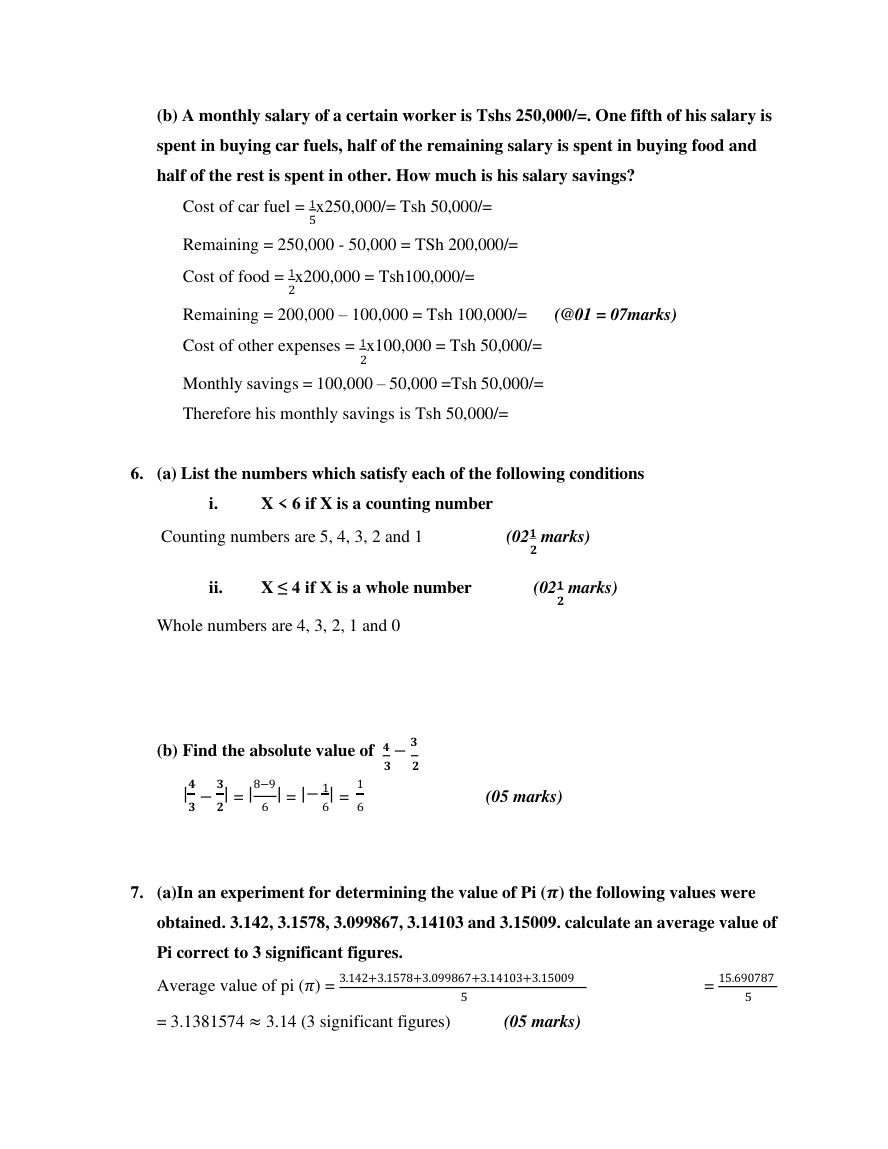 (b) A monthly salary of a certain worker is Tshs 250,000/=. One fifth of his salary is
spent in buying car fuels, half of the remaining salary is spent in buying food and
half of the rest is spent in other. How much is his salary savings?
Cost of car fuel = 1/5 x250,000/= Tsh 50,000/=
Remaining = 250,000 - 50,000 = TSh 200,000/=
Cost of food = 1/2 x200,000 = Tsh100,000/=
Remaining = 200,000 – 100,000 = Tsh 100,000/= (@01 = 07marks)
Cost of other expenses = 1/2 x100,000 = Tsh 50,000/=
Monthly savings = 100,000 – 50,000 =Tsh 50,000/=
Therefore his monthly savings is Tsh 50,000/=
6. (a) List the numbers which satisfy each of the following conditions
i. X < 6 if X is a counting number
Counting numbers are 5, 4, 3, 2 and 1 (02 1/2 marks)
ii. X ≤ 4 if X is a whole number (02 1/2 marks)
Whole numbers are 4, 3, 2, 1 and 0
(b) Find the absolute value of 4/3 − 3/2
|4/3 − 3/2| = |8−9/6| = |−1/6| = 1/6 (05 marks)
7. (a)In an experiment for determining the value of Pi (π) the following values were
obtained. 3.142, 3.1578, 3.099867, 3.14103 and 3.15009. calculate an average value of
Pi correct to 3 significant figures.
Average value of pi (π) = 3.142+3.1578+3.099867+3.14103+3.15009/5 = 15.690787/5
= 3.1381574 ≈ 3.14 (3 significant figures) (05 marks)